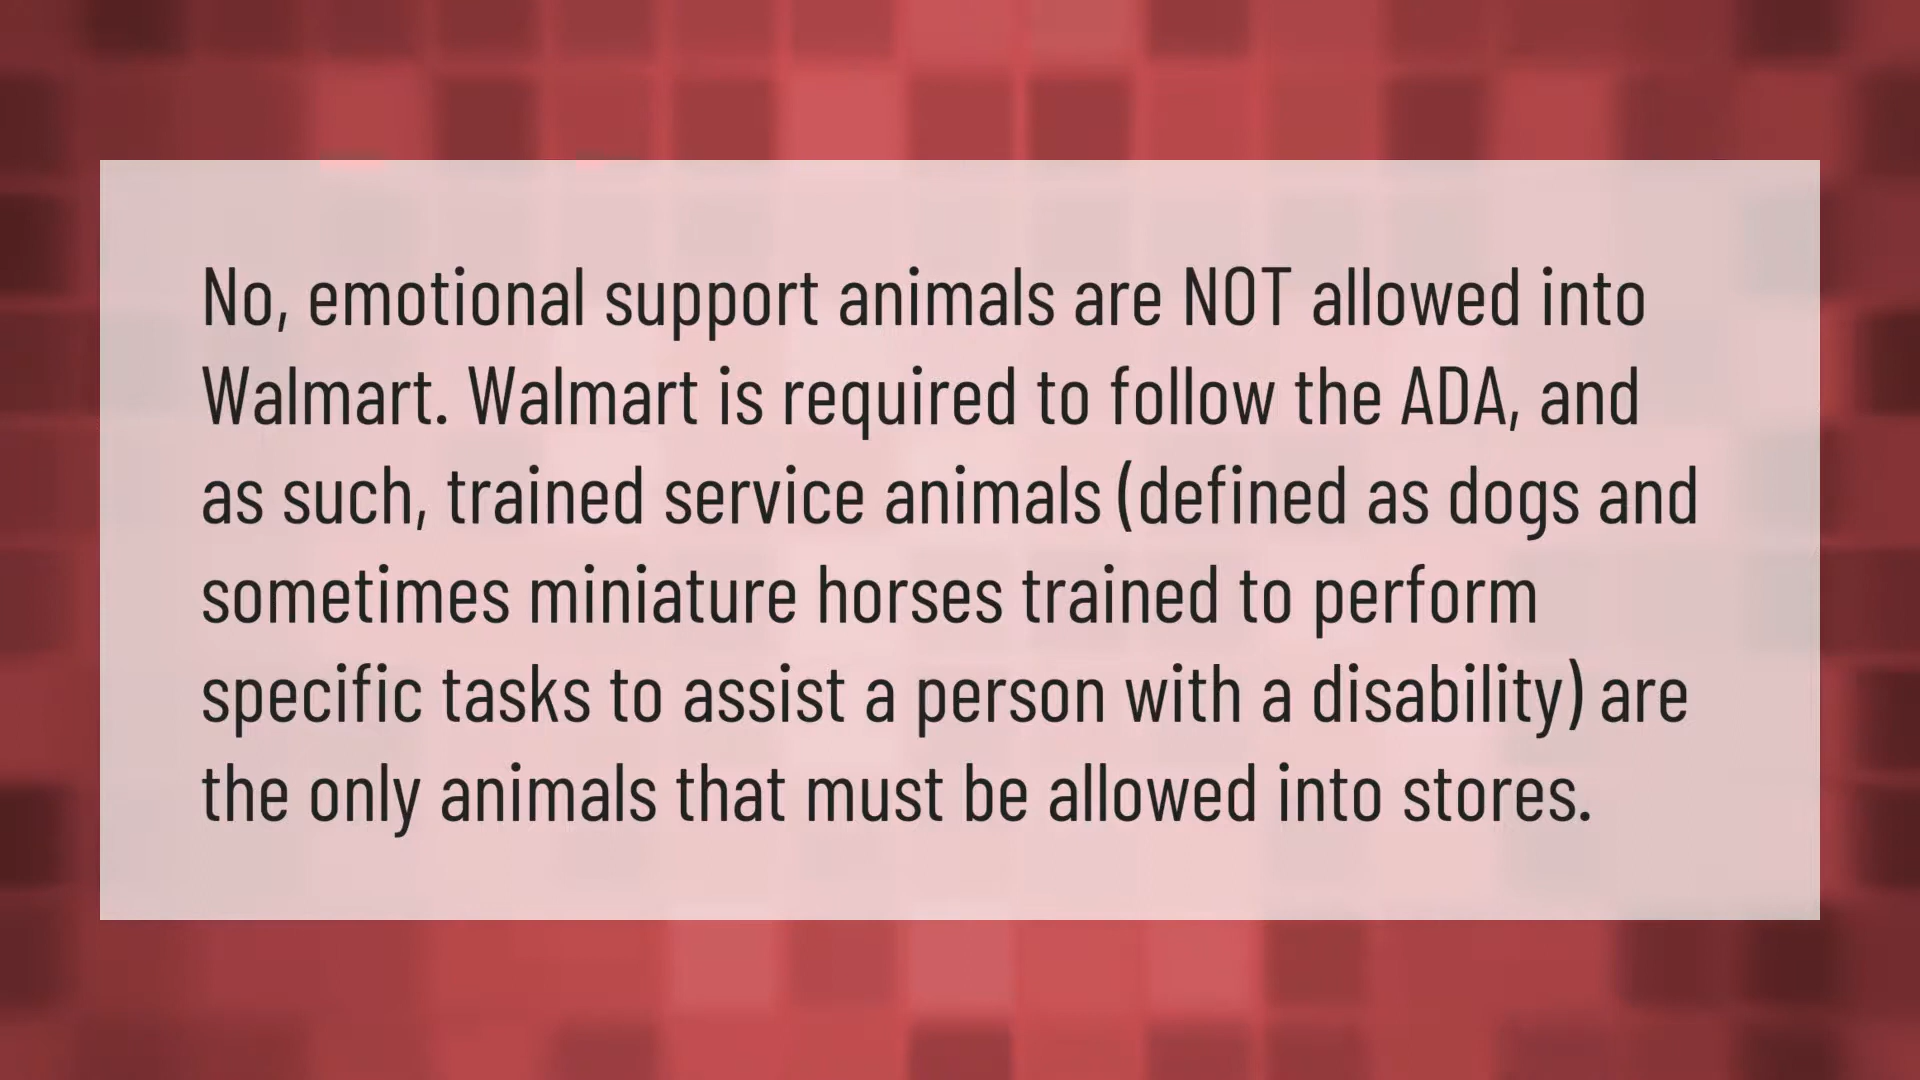 No, emotional support animals are NOT allowed into
Walmart. Walmart is required to follow the ADA, and
as such, trained service animals (defined as dogs and
sometimes miniature horses trained to perform
specific tasks to assist a person with a disability) are
the only animals that must be allowed into stores.